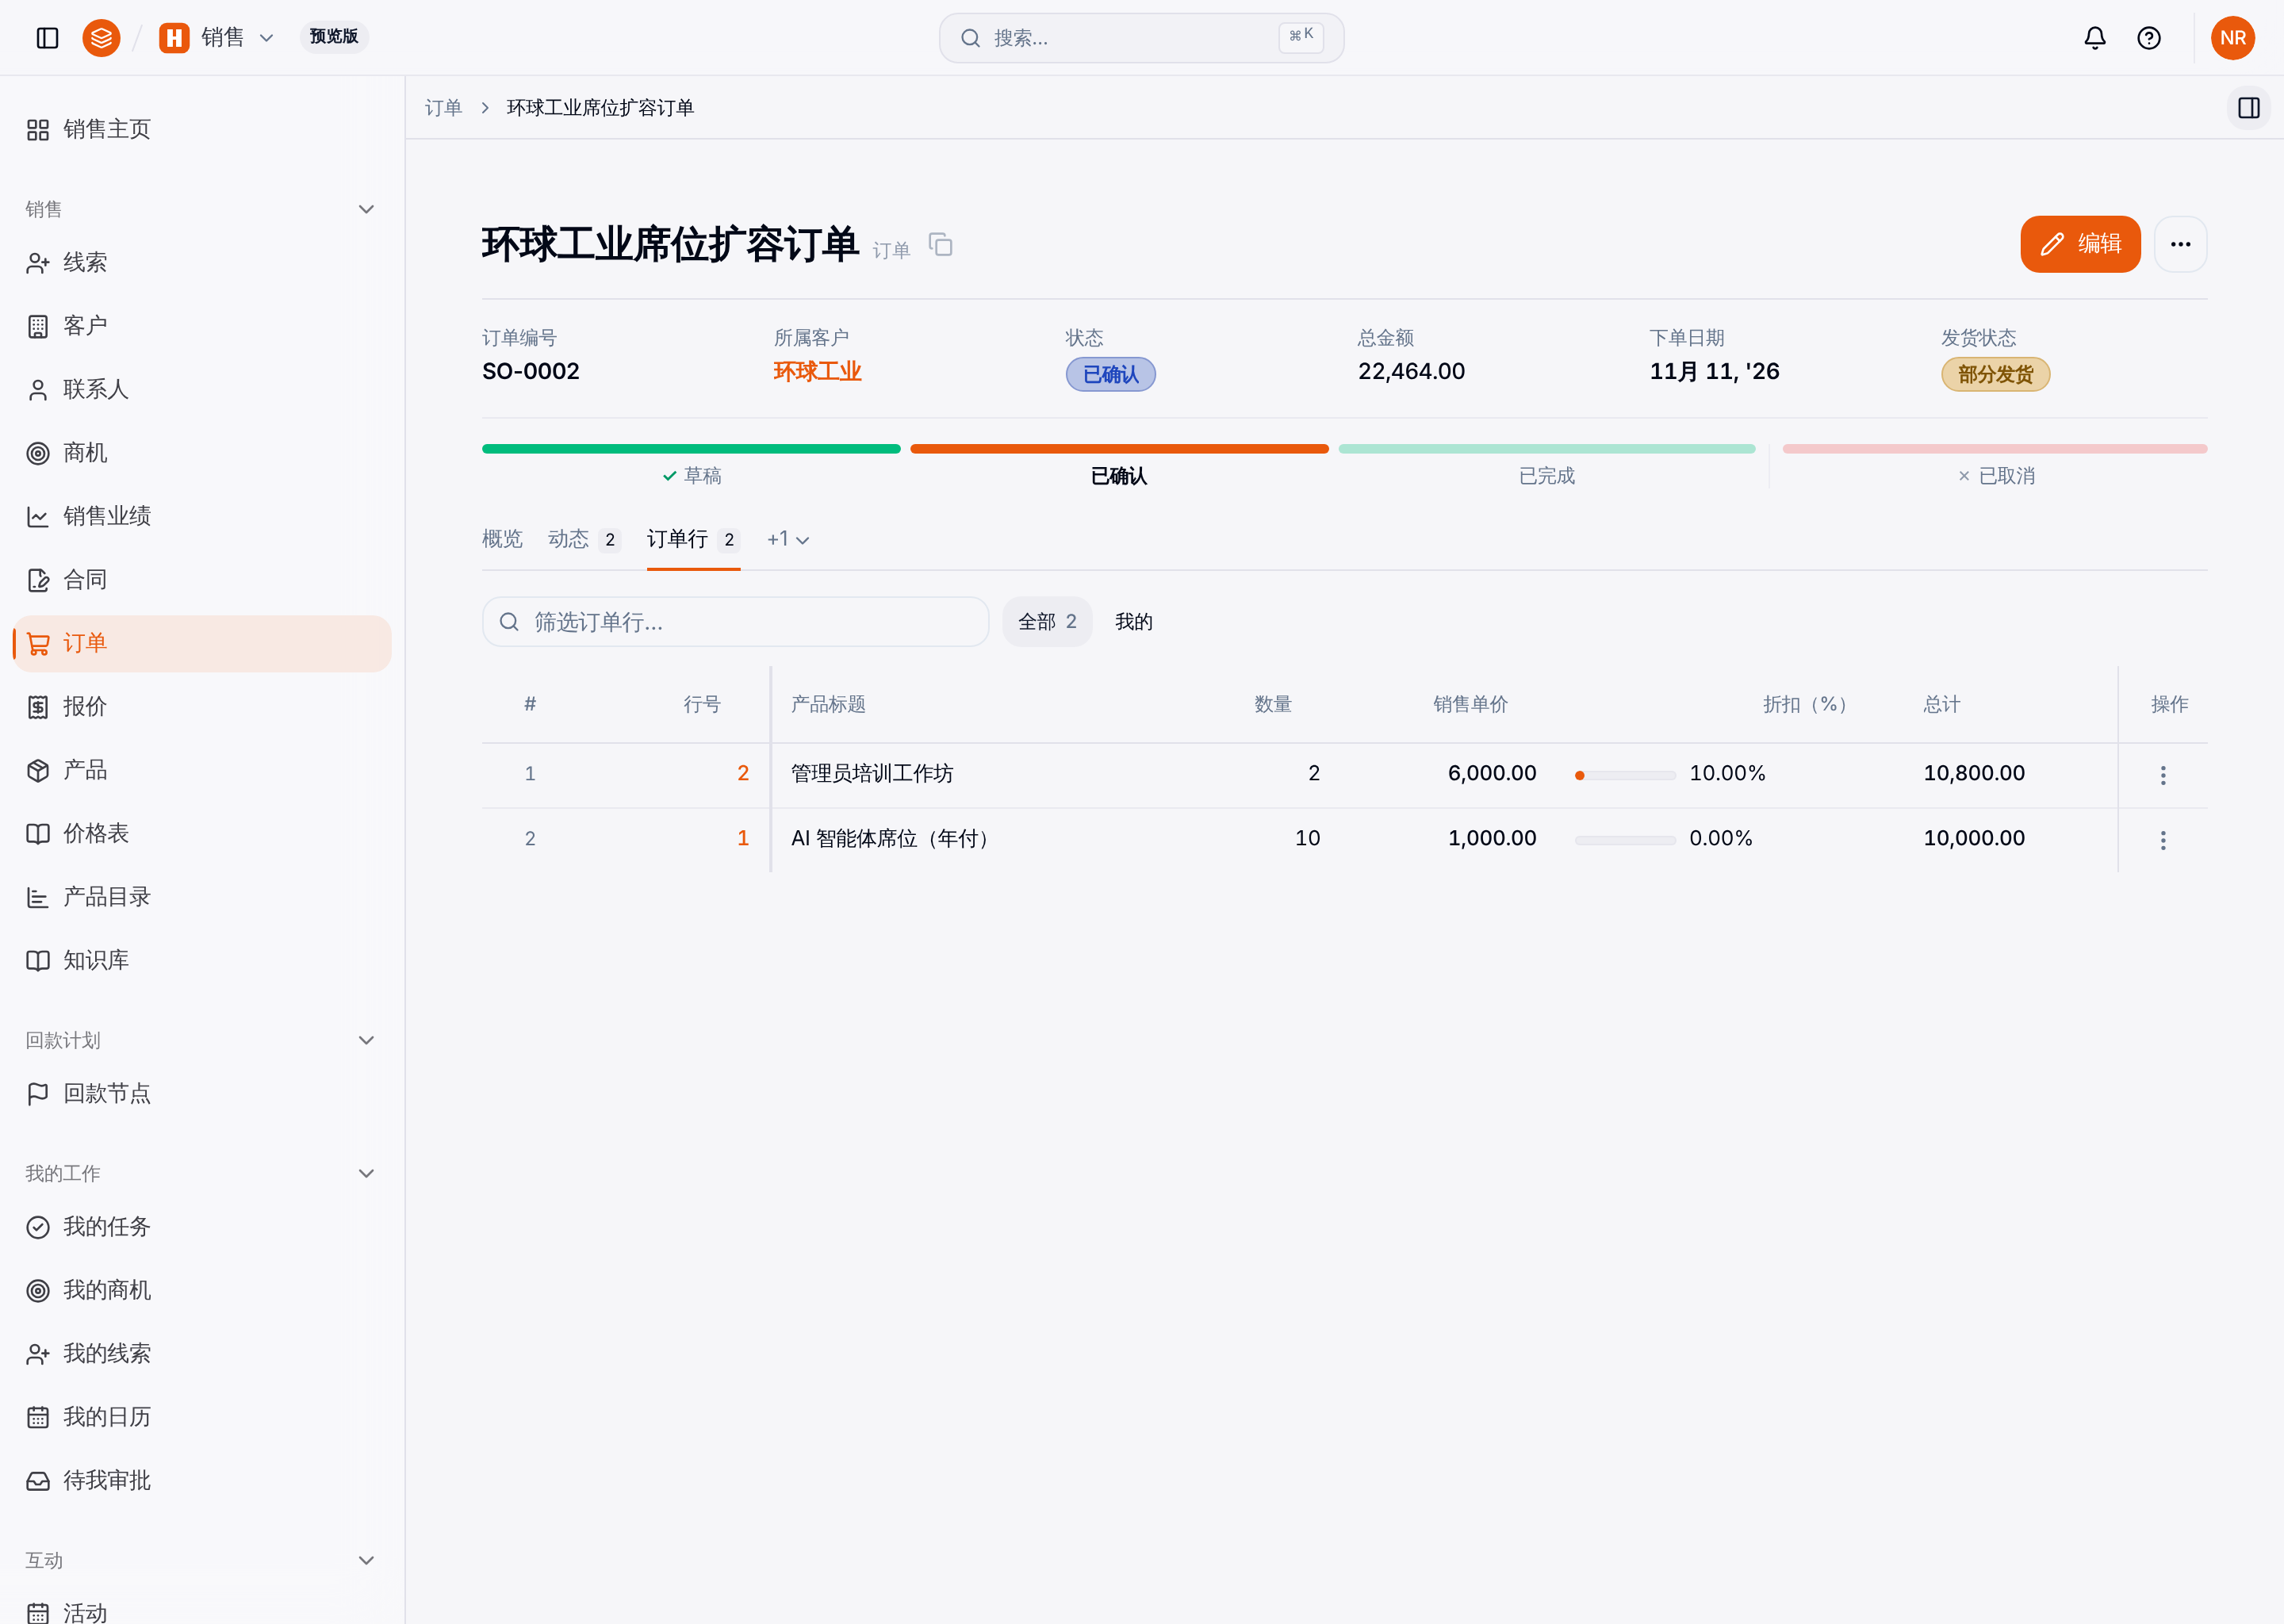 销售
预览版
搜索...
⌘K
NR
销售主页
销售
线索
客户
联系人
商机
销售业绩
合同
订单
报价
产品
价格表
产品目录
知识库
回款计划
回款节点
我的工作
我的任务
我的商机
我的线索
我的日历
待我审批
互动
活动
订单 > 环球工业席位扩容订单
环球工业席位扩容订单 订单
编辑
订单编号 所属客户 状态 总金额 下单日期 发货状态
SO-0002 环球工业 已确认 22,464.00 11月 11, '26 部分发货
草稿 已确认 已完成 已取消
概览 动态 2 订单行 2 +1
筛选订单行... 全部 2 我的
# 行号 产品标题 数量 销售单价 折扣（%） 总计 操作
1 2 管理员培训工作坊 2 6,000.00 10.00% 10,800.00
2 1 AI 智能体席位（年付） 10 1,000.00 0.00% 10,000.00